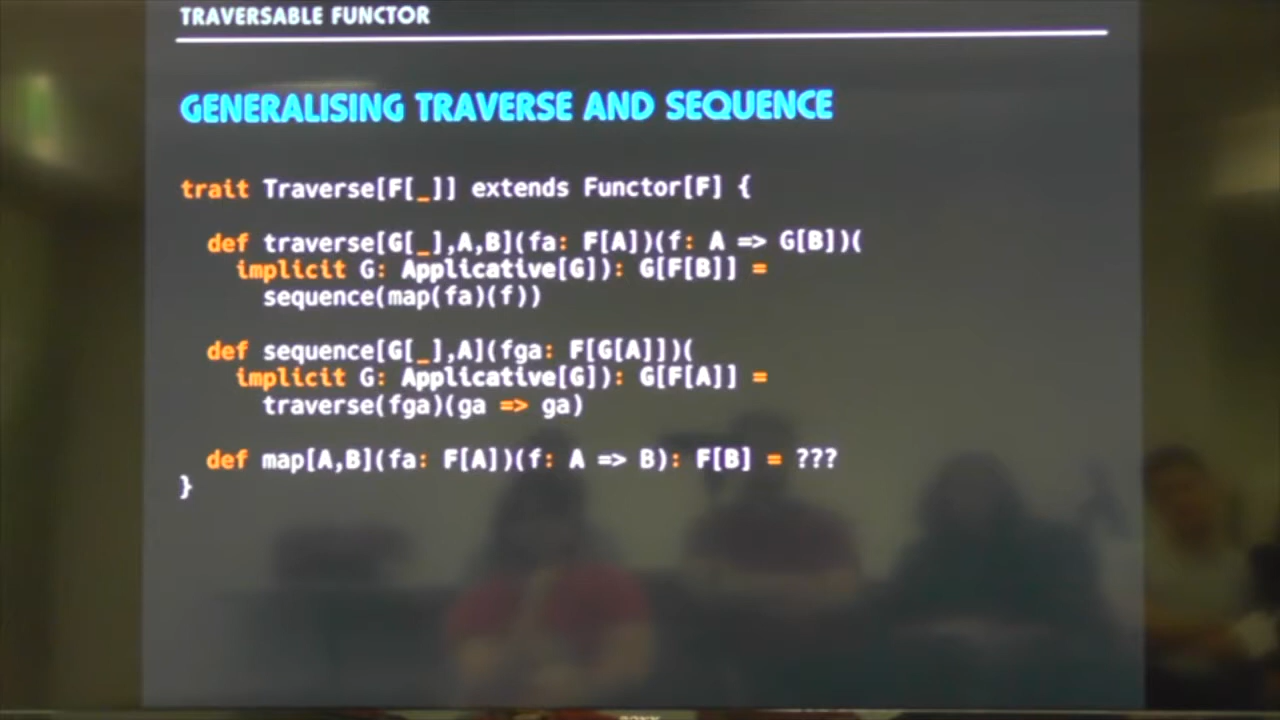 TRAVERSABLE FUNCTOR
GENERALISING TRAVERSE AND SEQUENCE
trait Traverse[F[_]] extends Functor[F] {
def traverse[G[_],A,B](fa: F[A])(f: A => G[B])(
implicit G: Applicative[G]): G[F[B]] =
sequence(map(fa)(f))
def sequence[G[_],A](fga: F[G[A]])(
implicit G: Applicative[G]): G[F[A]] =
traverse(fga)(ga => ga)
def map[A,B](fa: F[A])(f: A => B): F[B] = ???
}